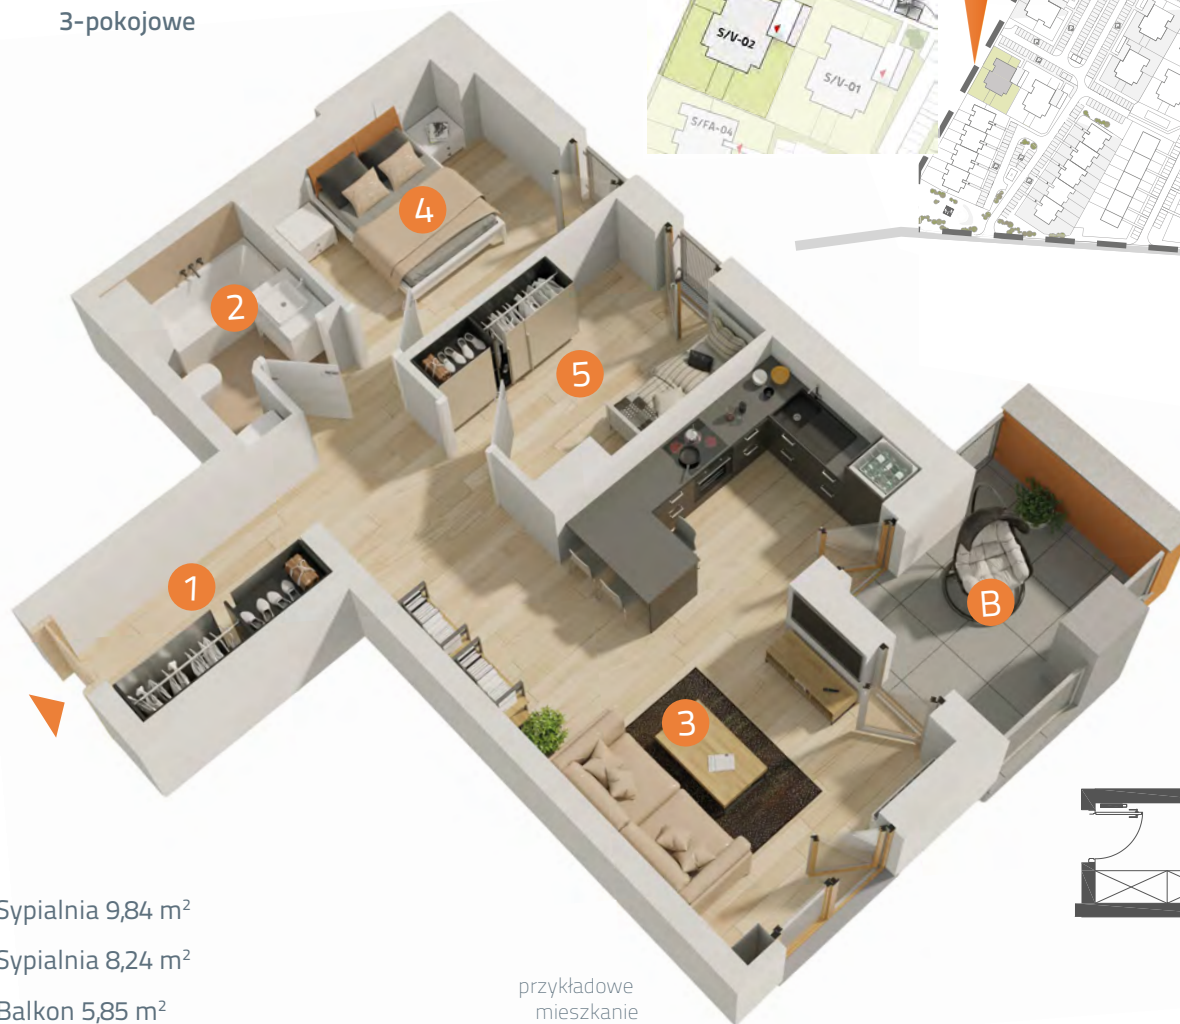 3-pokojowe
S/V-02
S/V-01
S/FA-04
4
2
5
1
B
3
Sypialnia 9,84 m²
Sypialnia 8,24 m²
Balkon 5,85 m²
przykładowe
mieszkanie